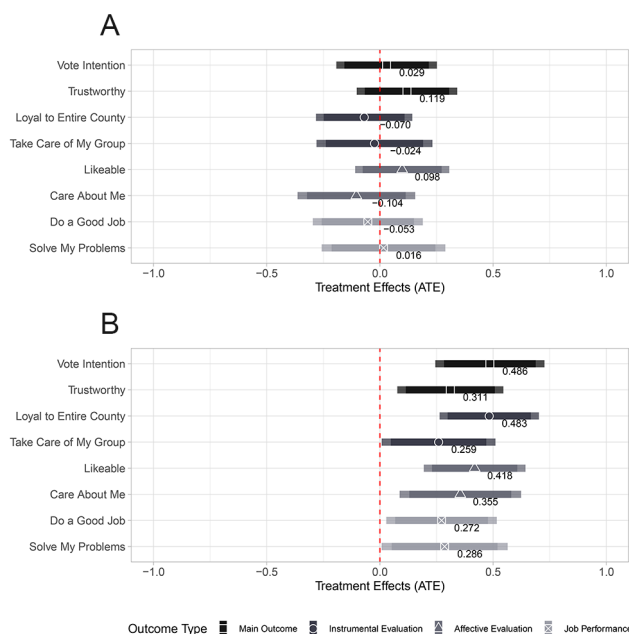 A
Vote Intention
0.029
Trustworthy
0.119
Loyal to Entire County
−0.070
Take Care of My Group
−0.024
Likeable
0.098
Care About Me
−0.104
Do a Good Job
−0.053
Solve My Problems
0.016
−1.0 −0.5 0.0 0.5 1.0
Treatment Effects (ATE)
B
Vote Intention
0.486
Trustworthy
0.311
Loyal to Entire County
0.483
Take Care of My Group
0.259
Likeable
0.418
Care About Me
0.355
Do a Good Job
0.272
Solve My Problems
0.286
−1.0 −0.5 0.0 0.5 1.0
Treatment Effects (ATE)
Outcome Type Main Outcome Instrumental Evaluation Affective Evaluation Job Performance